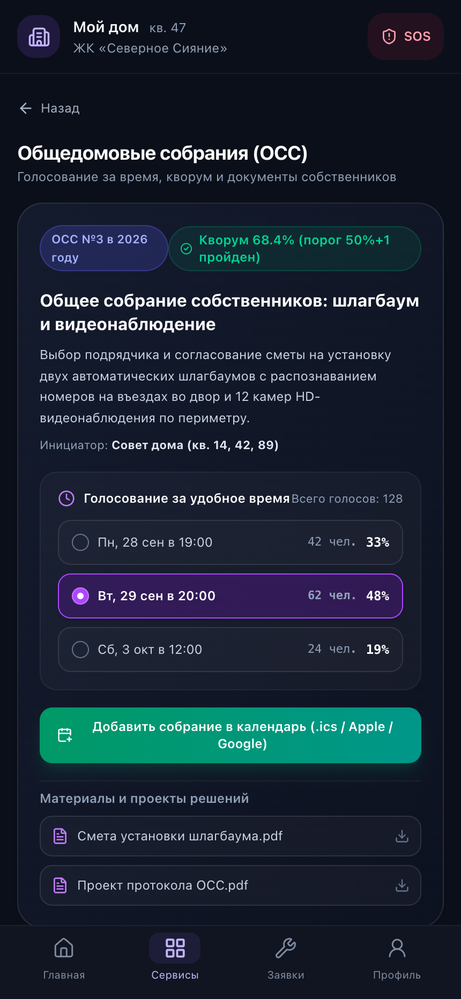 Мой дом кв. 47
ЖК «Северное Сияние»
SOS
Назад
Общедомовые собрания (ОСС)
Голосование за время, кворум и документы собственников
ОСС №3 в 2026
году
Кворум 68.4% (порог 50%+1
пройден)
Общее собрание собственников: шлагбаум
и видеонаблюдение
Выбор подрядчика и согласование сметы на установку
двух автоматических шлагбаумов с распознаванием
номеров на въездах во двор и 12 камер HD-
видеонаблюдения по периметру.
Инициатор: Совет дома (кв. 14, 42, 89)
Голосование за удобное время Всего голосов: 128
Пн, 28 сен в 19:00 42 чел. 33%
Вт, 29 сен в 20:00 62 чел. 48%
Сб, 3 окт в 12:00 24 чел. 19%
Добавить собрание в календарь (.ics / Apple /
Google)
Материалы и проекты решений
Смета установки шлагбаума.pdf
Проект протокола ОСС.pdf
Главная Сервисы Заявки Профиль